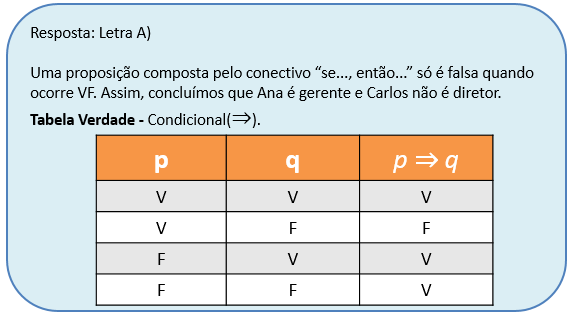 Resposta: Letra A)
Uma proposição composta pelo conectivo “se..., então...” só é falsa quando
ocorre VF. Assim, concluímos que Ana é gerente e Carlos não é diretor.
Tabela Verdade - Condicional(⇒).
p q p ⇒ q
V V V
V F F
F V V
F F V